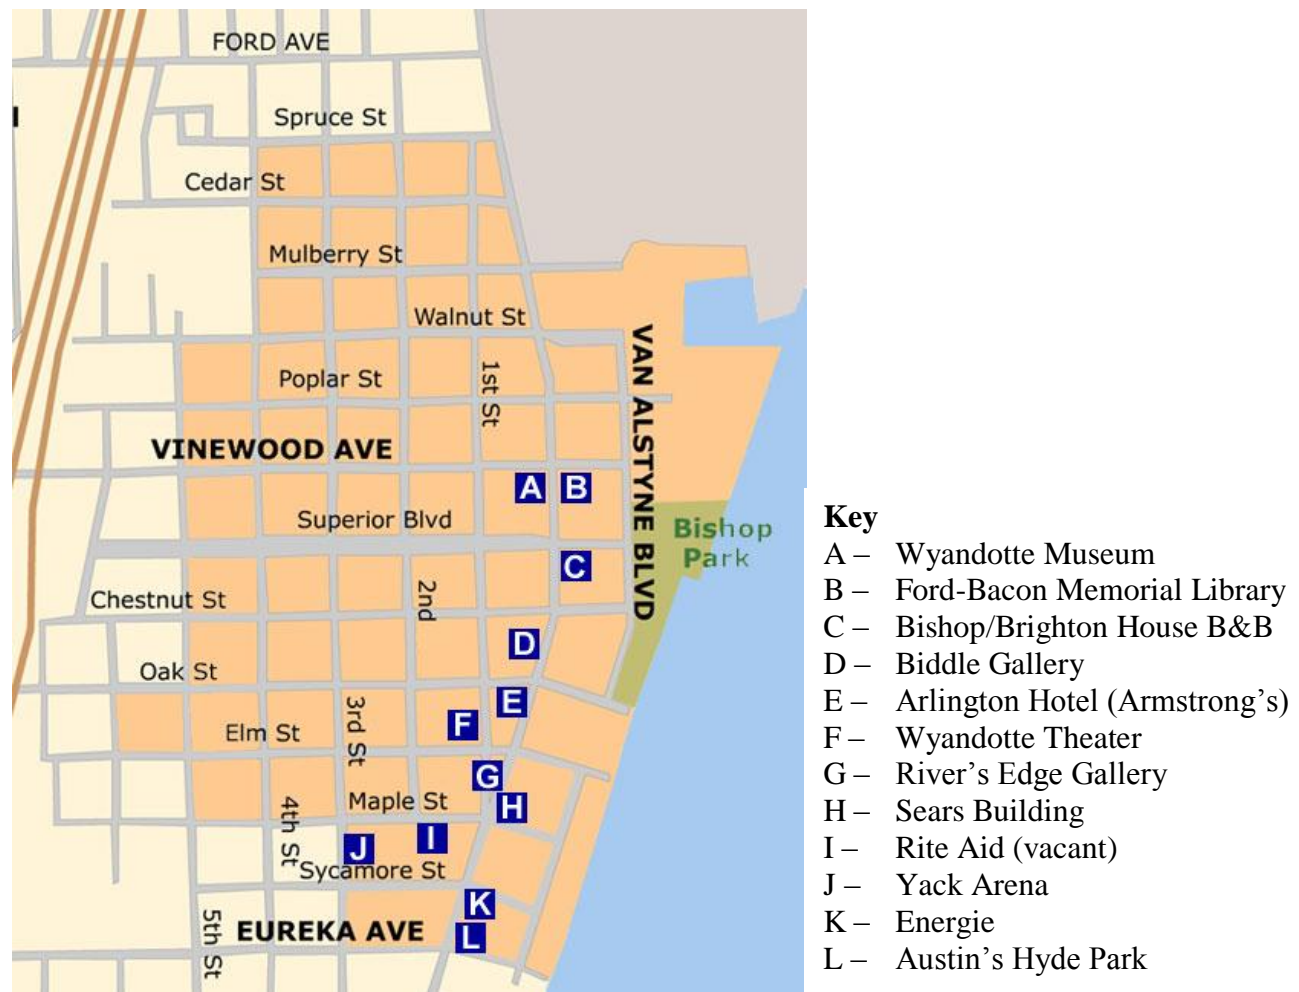 FORD AVE
Spruce St
Cedar St
Mulberry St
Walnut St
Poplar St
1st St
VAN ALSTYNE BLVD
VINEWOOD AVE
A
B
Superior Blvd
Bishop
Park
C
2nd
Chestnut St
D
Oak St
E
3rd St
F
Elm St
G
Maple St
H
4th St
I
J
Sycamore St
K
5th St
EUREKA AVE
L
Key
A – Wyandotte Museum
B – Ford-Bacon Memorial Library
C – Bishop/Brighton House B&B
D – Biddle Gallery
E – Arlington Hotel (Armstrong’s)
F – Wyandotte Theater
G – River’s Edge Gallery
H – Sears Building
I – Rite Aid (vacant)
J – Yack Arena
K – Energie
L – Austin’s Hyde Park